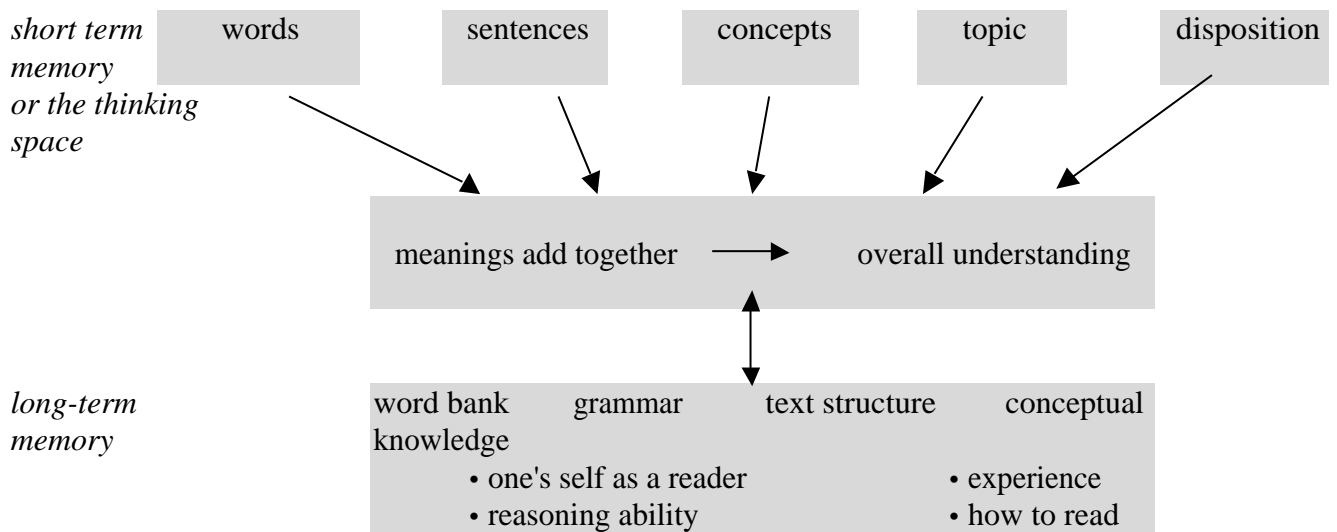 short term words sentences concepts topic disposition
memory
or the thinking
space
meanings add together overall understanding
long-term word bank grammar text structure conceptual
memory knowledge
• one's self as a reader • experience
• reasoning ability • how to read